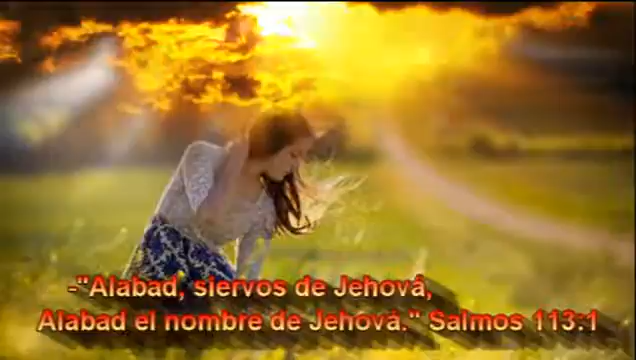 -"Alabad, siervos de Jehová,
Alabad el nombre de Jehová." Salmos 113:1